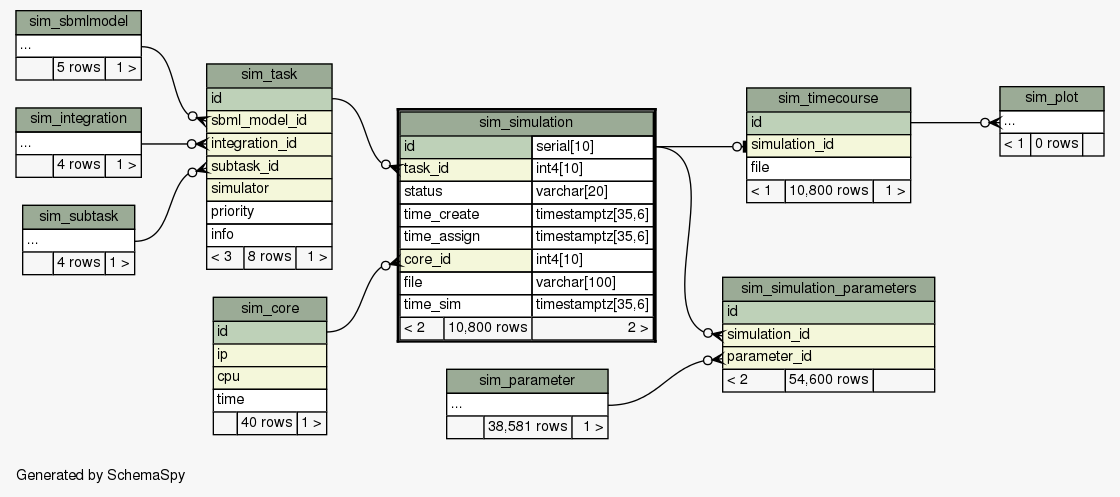 sim_sbmlmodel
...
5 rows 1 >
sim_integration
...
4 rows 1 >
sim_subtask
...
4 rows 1 >
sim_task
id
sbml_model_id
integration_id
subtask_id
simulator
priority
info
< 3 8 rows 1 >
sim_core
id
ip
cpu
time
40 rows 1 >
sim_simulation
id serial[10]
task_id int4[10]
status varchar[20]
time_create timestamptz[35,6]
time_assign timestamptz[35,6]
core_id int4[10]
file varchar[100]
time_sim timestamptz[35,6]
< 2 10,800 rows 2 >
sim_parameter
...
38,581 rows 1 >
sim_timecourse
id
simulation_id
file
< 1 10,800 rows 1 >
sim_plot
...
< 1 0 rows
sim_simulation_parameters
id
simulation_id
parameter_id
< 2 54,600 rows
Generated by SchemaSpy